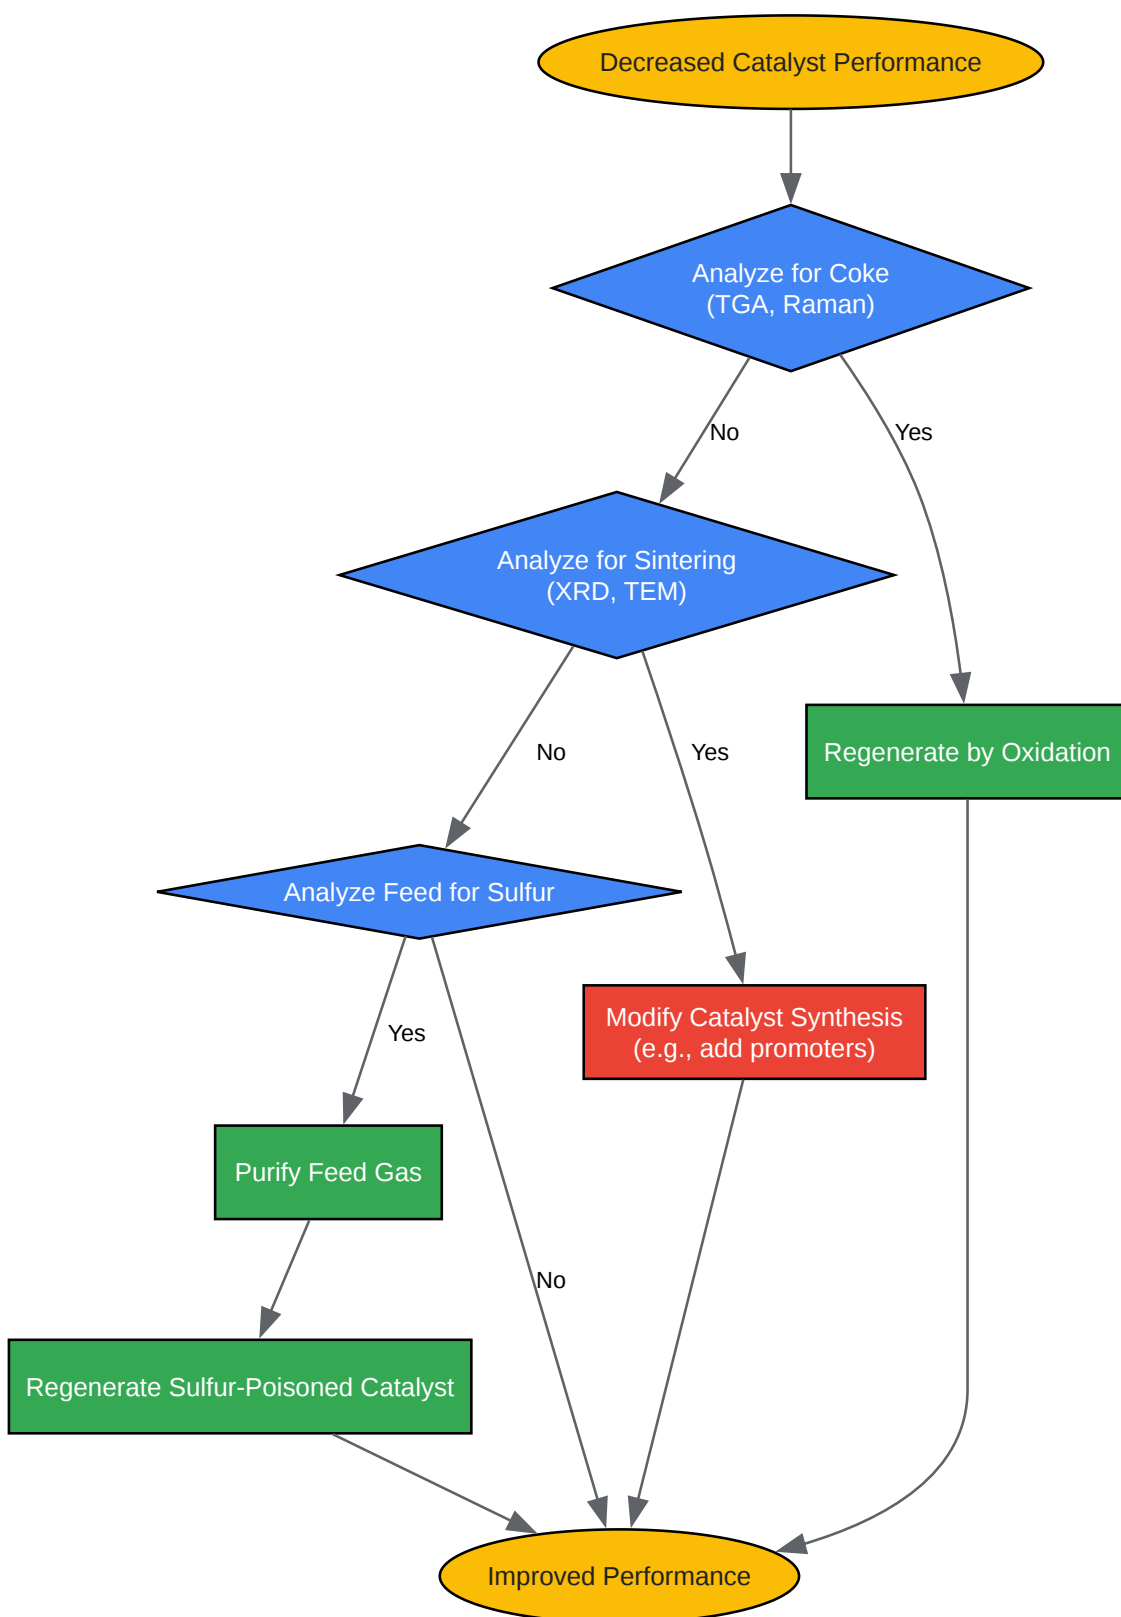 Decreased Catalyst Performance
Analyze for Coke
(TGA, Raman)
No
Yes
Analyze for Sintering
(XRD, TEM)
No
Yes
Regenerate by Oxidation
Analyze Feed for Sulfur
Yes
Modify Catalyst Synthesis
(e.g., add promoters)
Purify Feed Gas
No
Regenerate Sulfur-Poisoned Catalyst
Improved Performance